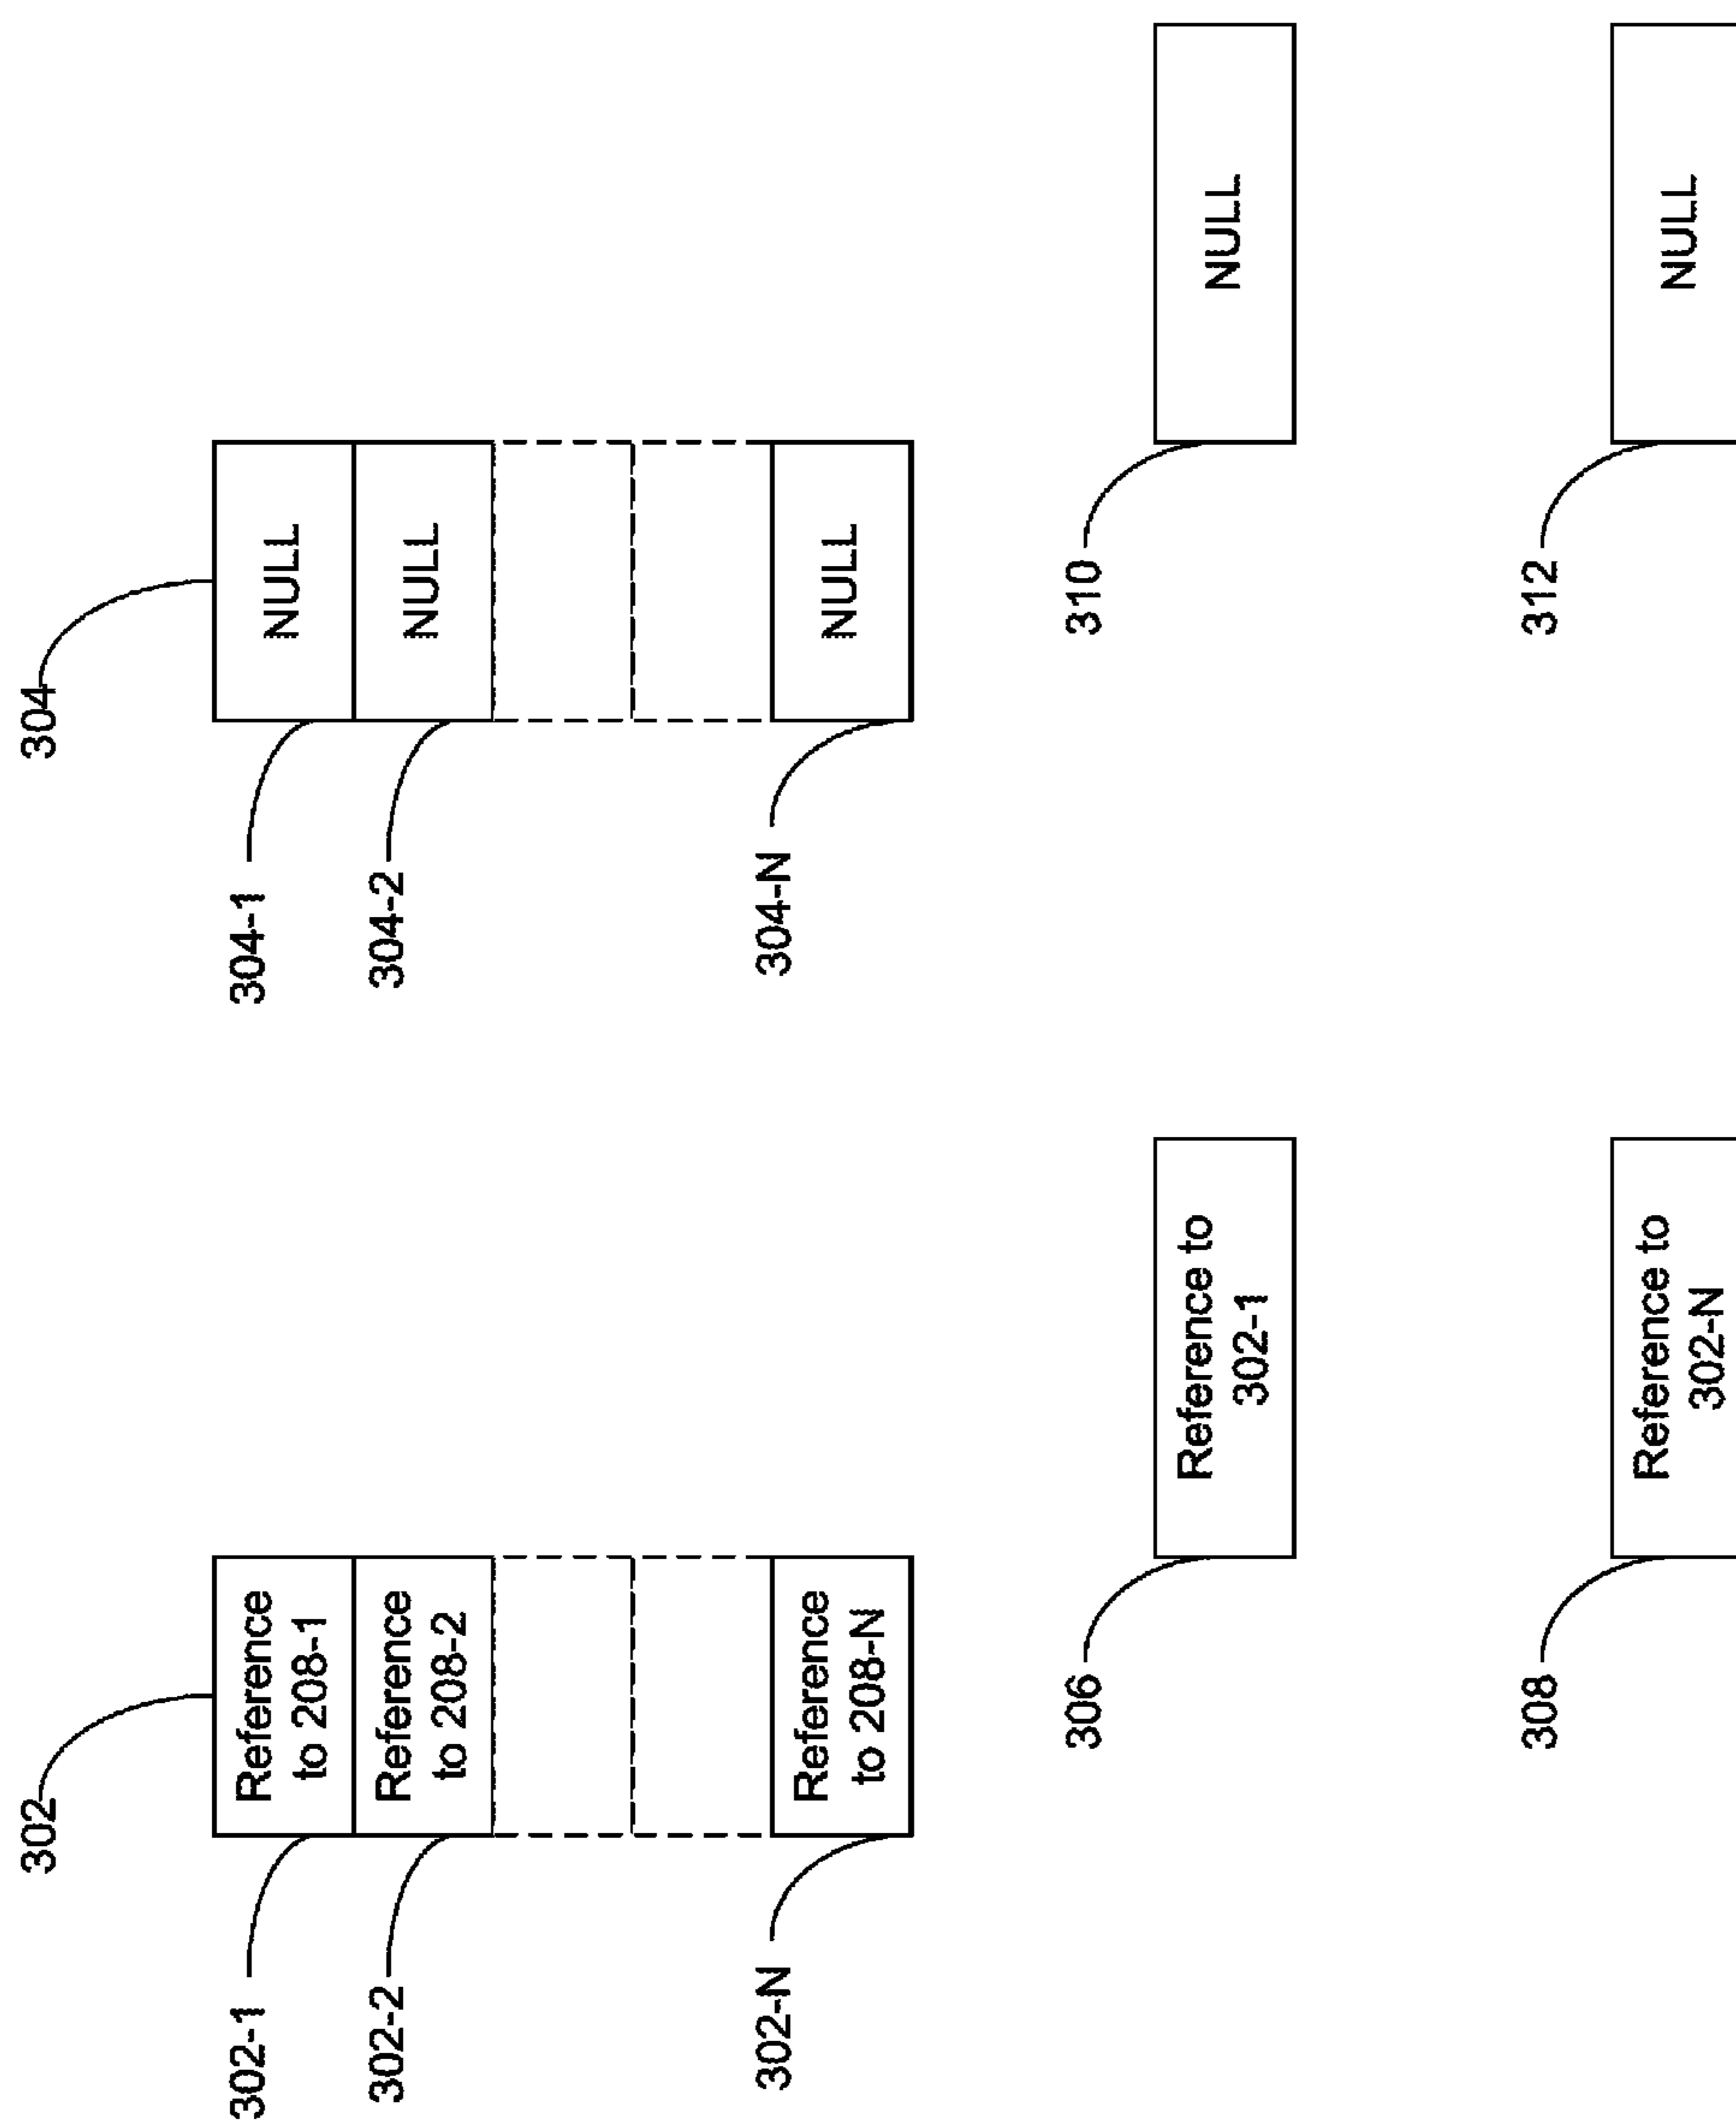 302
302-1
Reference
to 208-1
302-2
Reference
to 208-2
302-N
Reference
to 208-N
306
Reference to
302-1
308
Reference to
302-N
304
304-1
NULL
304-2
NULL
304-N
NULL
310
NULL
312
NULL